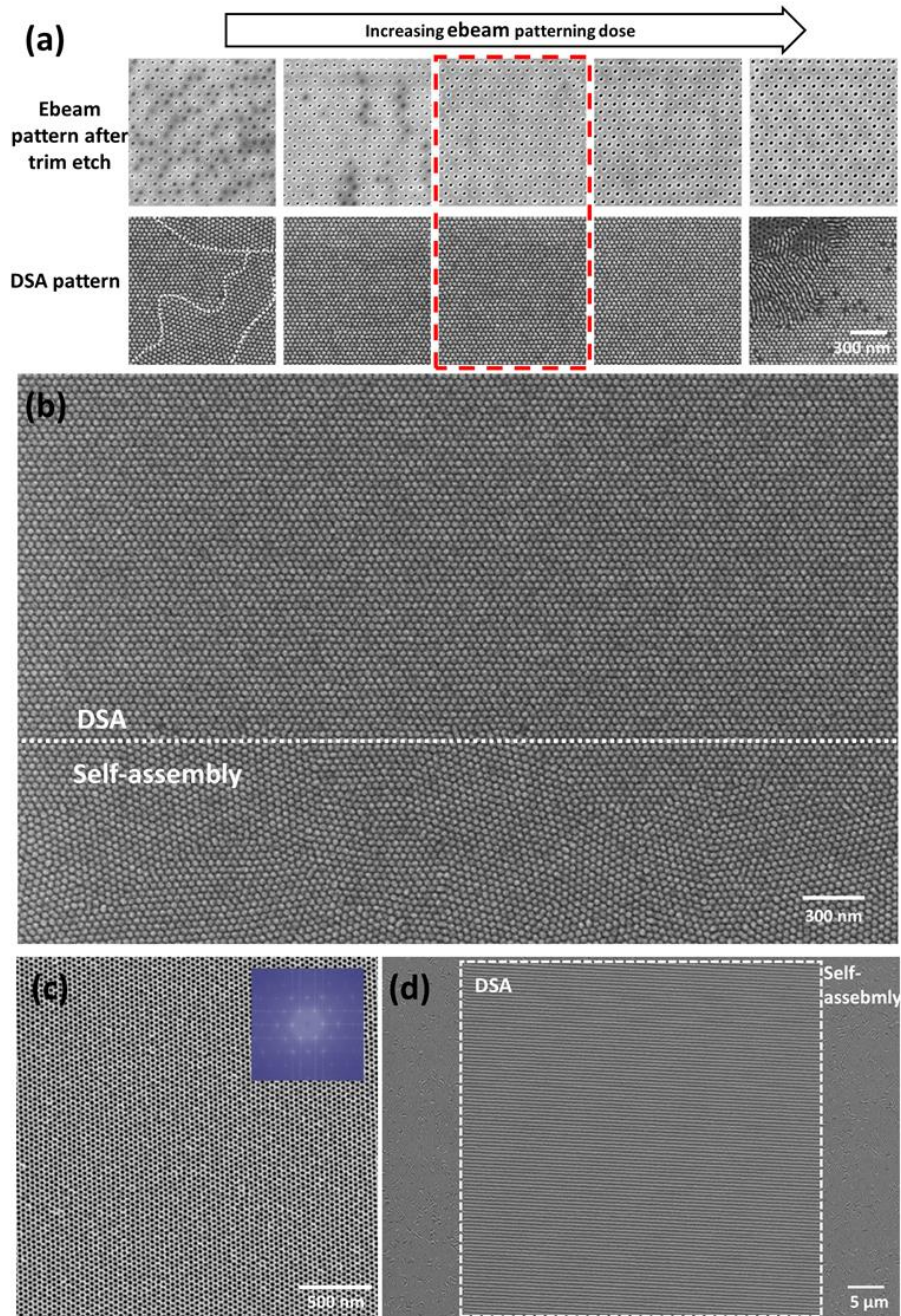 (a)
Increasing ebeam patterning dose
Ebeam
pattern after
trim etch
DSA pattern
300 nm
(b)
DSA
Self-assembly
300 nm
(c)
500 nm
(d)
DSA
Self-
assebmly
5 μm